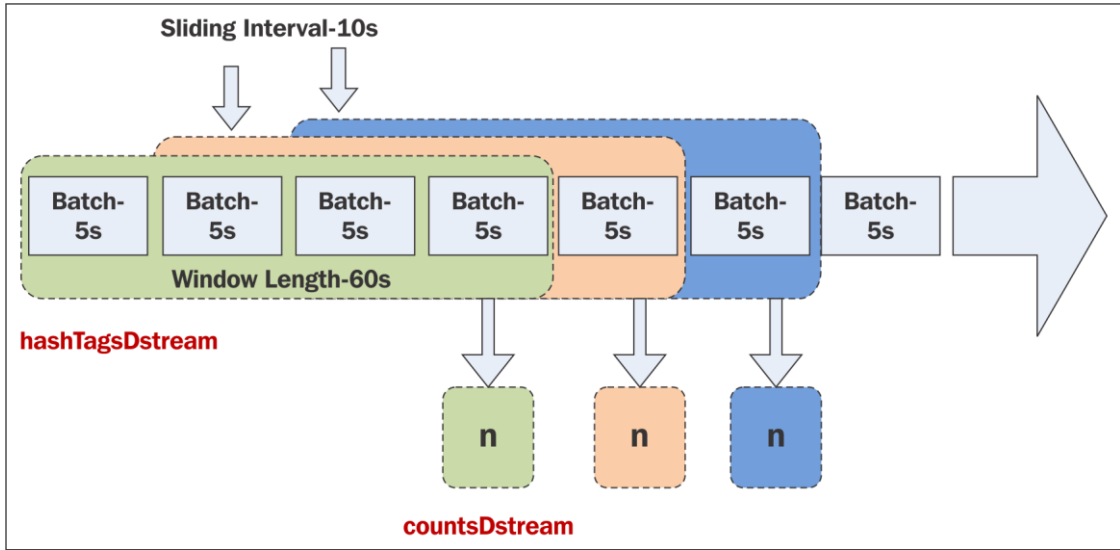 Sliding Interval-10s
Batch-
5s
Batch-
5s
Batch-
5s
Batch-
5s
Batch-
5s
Batch-
5s
Batch-
5s
Window Length-60s
hashTagsDstream
n
n
n
countsDstream